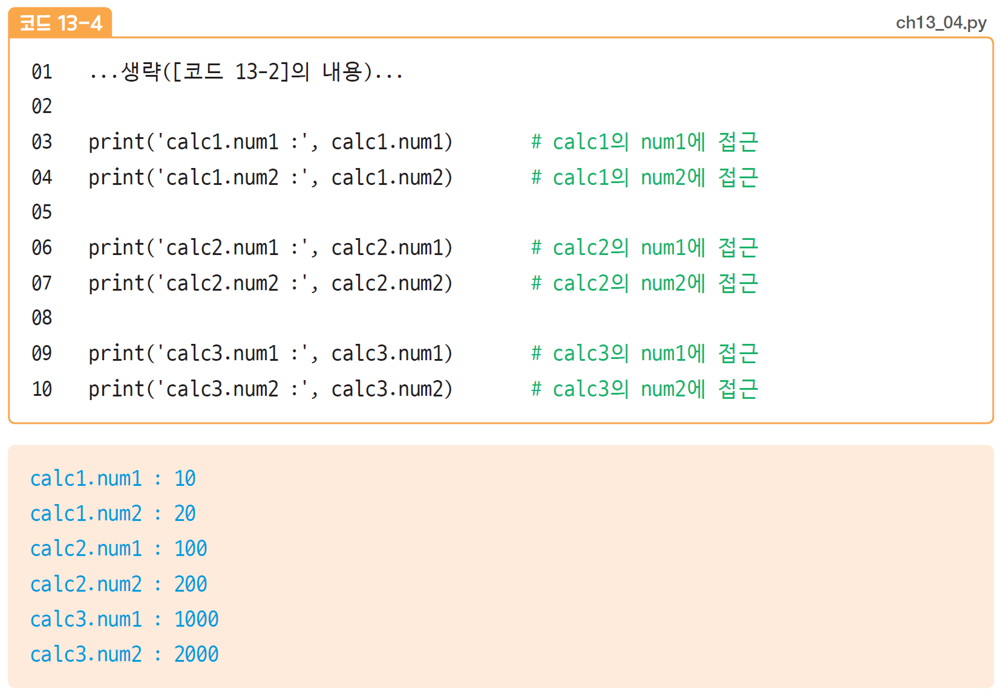 코드 13-4
ch13_04.py
01 ...생략([코드 13-2]의 내용)...
02
03 print('calc1.num1 :', calc1.num1) # calc1의 num1에 접근
04 print('calc1.num2 :', calc1.num2) # calc1의 num2에 접근
05
06 print('calc2.num1 :', calc2.num1) # calc2의 num1에 접근
07 print('calc2.num2 :', calc2.num2) # calc2의 num2에 접근
08
09 print('calc3.num1 :', calc3.num1) # calc3의 num1에 접근
10 print('calc3.num2 :', calc3.num2) # calc3의 num2에 접근
calc1.num1 : 10
calc1.num2 : 20
calc2.num1 : 100
calc2.num2 : 200
calc3.num1 : 1000
calc3.num2 : 2000